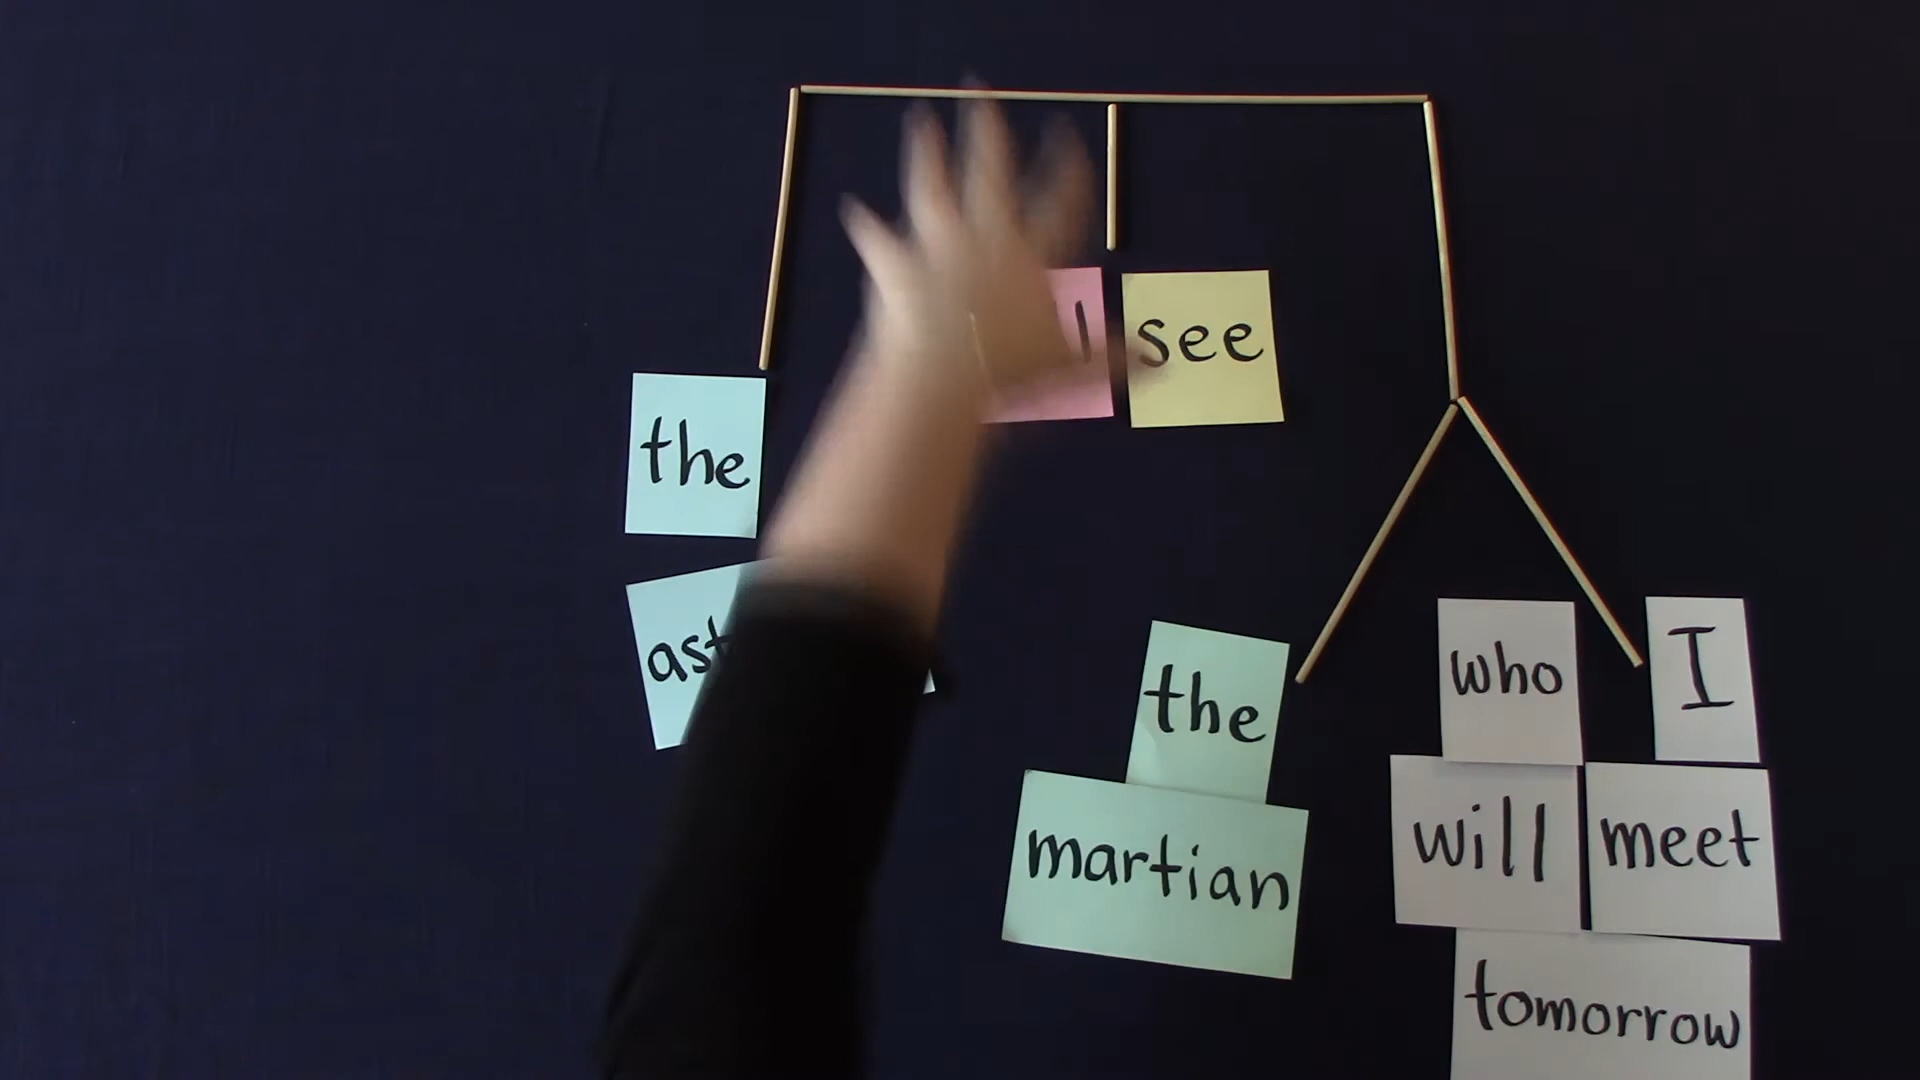 see
the
the
martian
who I
will meet
tomorrow